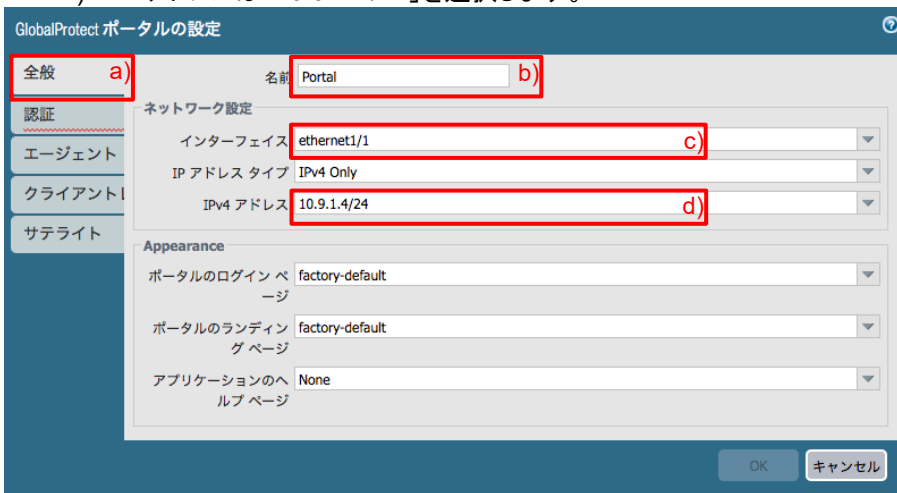 GlobalProtect ポータルの設定
全般 a)
認証
エージェント
クライアントし
サテライト
名前 Portal b)
ネットワーク設定
インターフェイス ethernet1/1 c)
IP アドレス タイプ IPv4 Only
IPv4 アドレス 10.9.1.4/24 d)
Appearance
ポータルのログイン ペ factory-default
ージ
ポータルのランディン factory-default
グ ページ
アプリケーションのヘ None
ルプ ページ
OK キャンセル